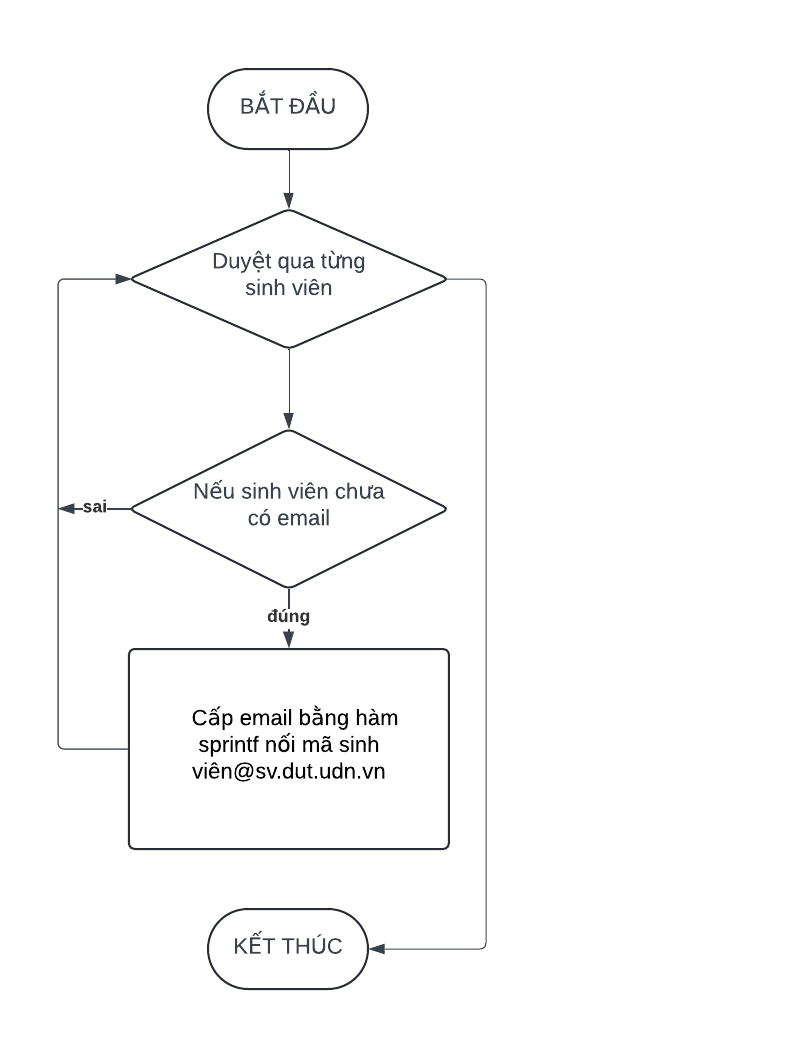 BẮT ĐẦU
Duyệt qua từng
sinh viên
Nếu sinh viên chưa
có email
sai
đúng
Cấp email bằng hàm
sprintf nối mã sinh
viên@sv.dut.udn.vn
KẾT THÚC